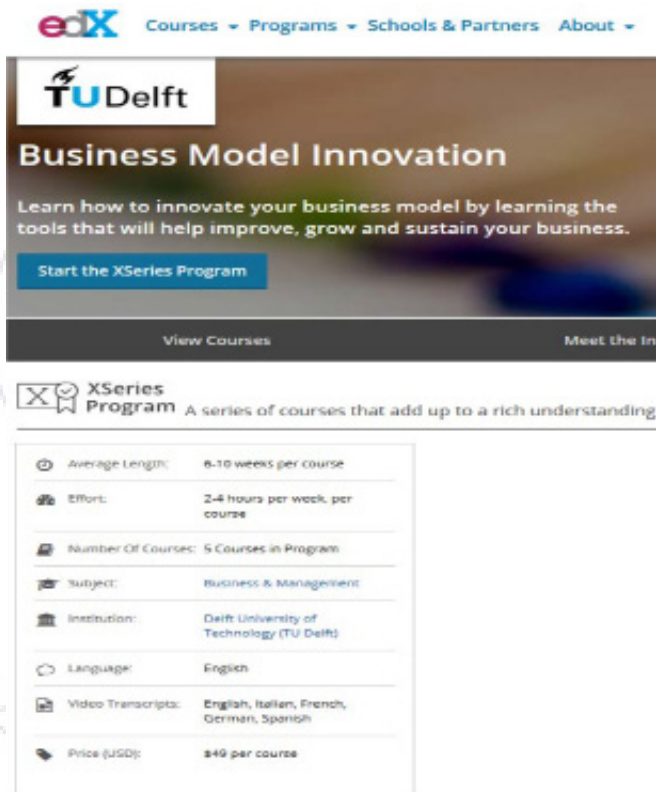 edX Courses Programs Schools & Partners About
TUDelft
Business Model Innovation
Learn how to innovate your business model by learning the
tools that will help improve, grow and sustain your business.
Start the XSeries Program
View Courses Meet the In
XSeries
Program A series of courses that add up to a rich understanding
Average Length: 6-10 weeks per course
Effort: 2-4 hours per week, per
course
Number Of Courses: 5 Courses in Program
Subject: Business & Management
Institution: Delft University of
Technology (TU Delft)
Language: English
Video Transcripts: English, Italian, French,
German, Spanish
Price (USD): $49 per course